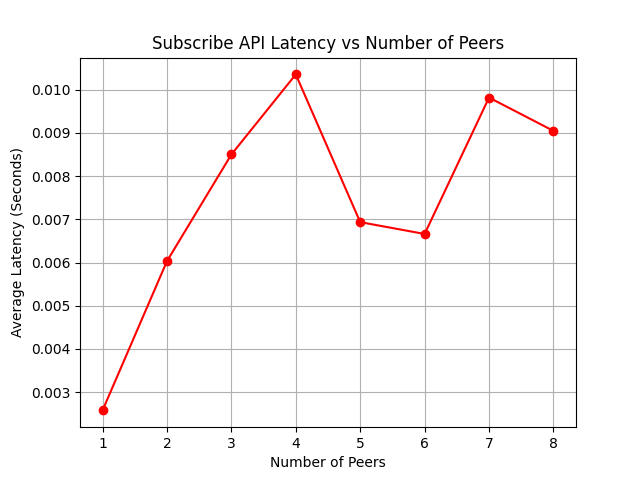 Subscribe API Latency vs Number of Peers
Average Latency (Seconds)
0.010
0.009
0.008
0.007
0.006
0.005
0.004
0.003
1 2 3 4 5 6 7 8
Number of Peers